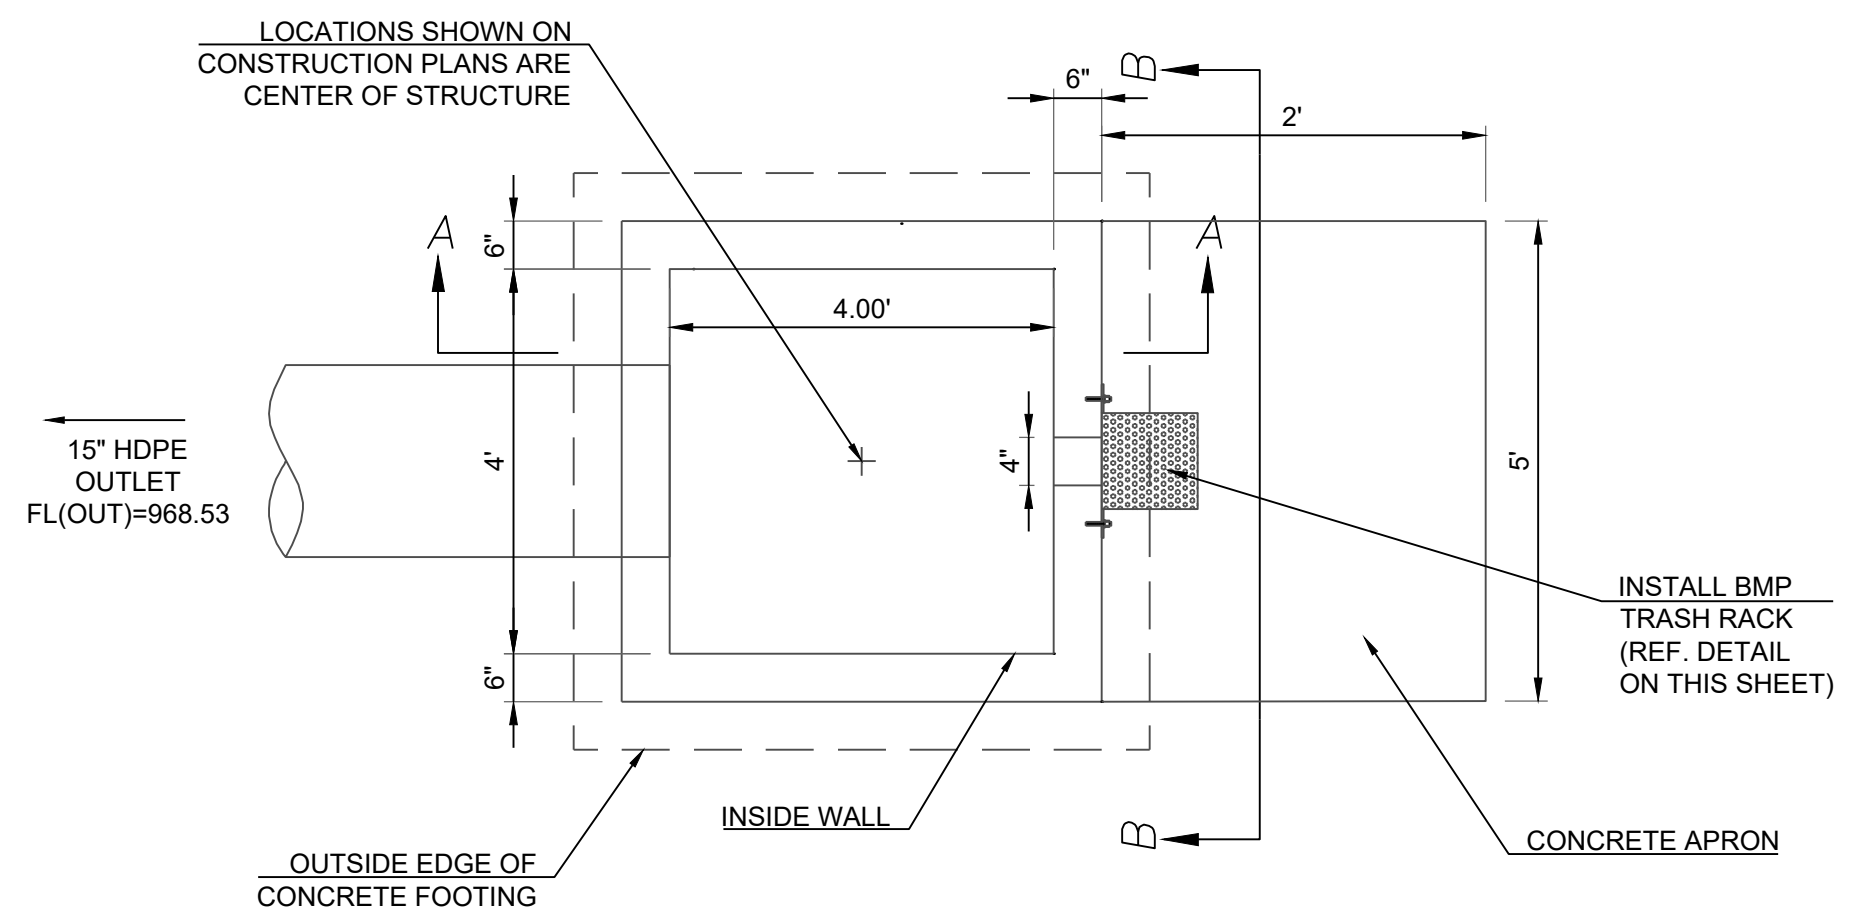 LOCATIONS SHOWN ON
CONSTRUCTION PLANS ARE
CENTER OF STRUCTURE
B
6"
2'
A
A
6"
4.00'
15" HDPE
OUTLET
FL(OUT)=968.53
4'
4"
5'
INSTALL BMP
TRASH RACK
(REF. DETAIL
ON THIS SHEET)
6"
INSIDE WALL
B
CONCRETE APRON
OUTSIDE EDGE OF
CONCRETE FOOTING